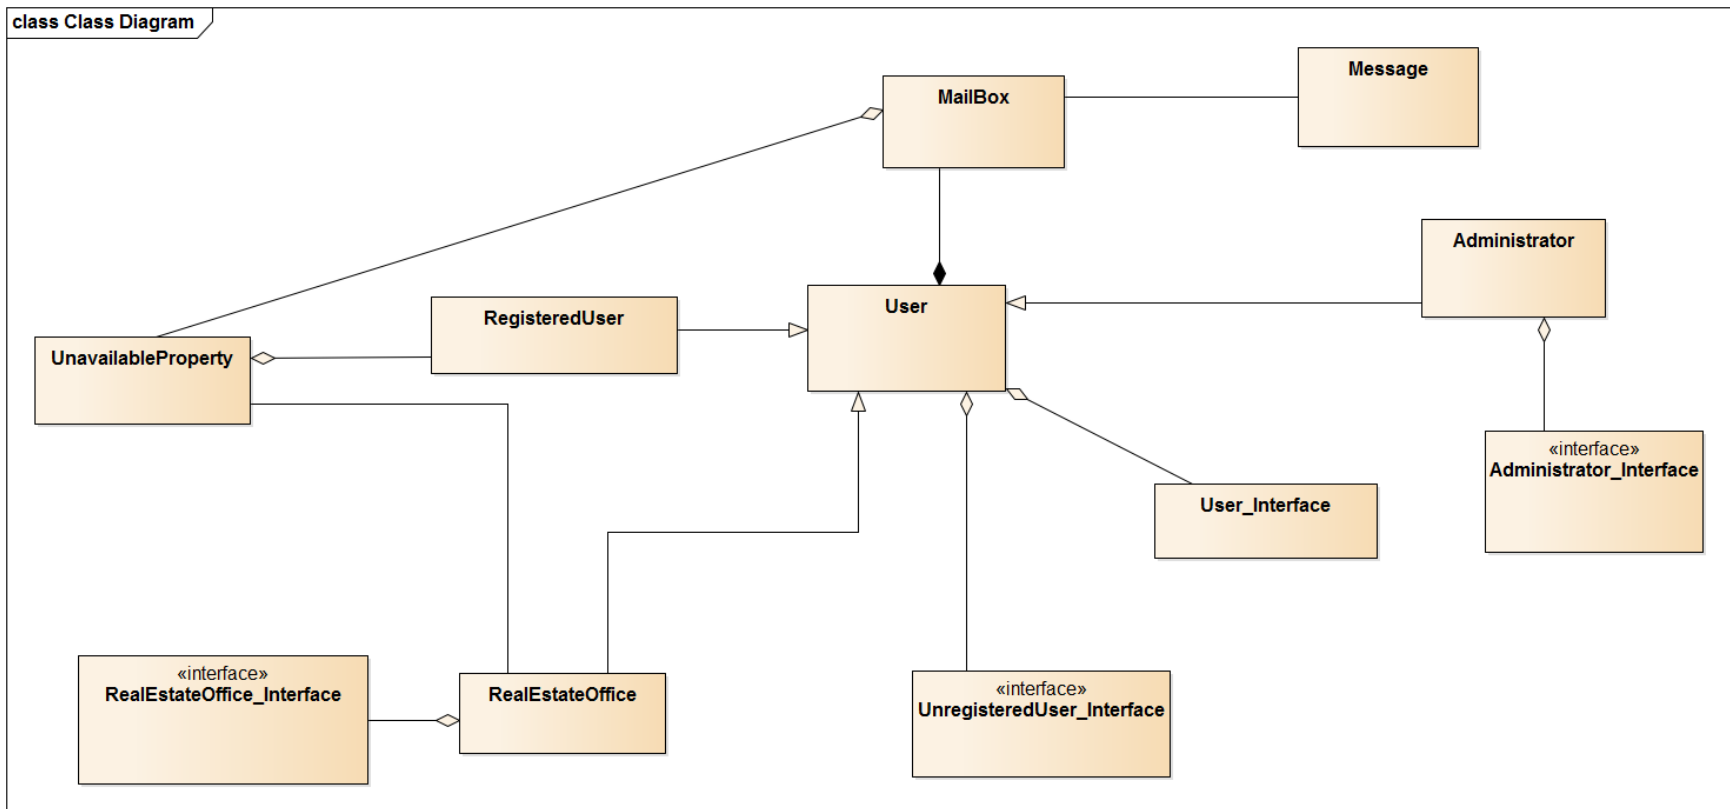 class Class Diagram
Message
MailBox
Administrator
User
RegisteredUser
UnavailableProperty
«interface»
Administrator_Interface
User_Interface
«interface»
RealEstateOffice_Interface
RealEstateOffice
«interface»
UnregisteredUser_Interface